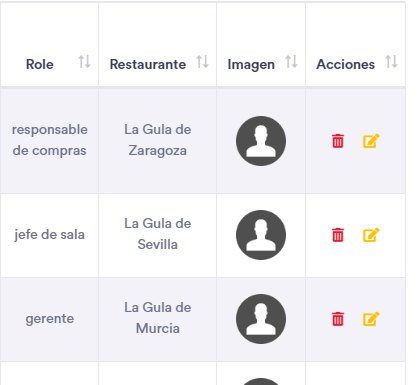 Role Restaurante Imagen Acciones
responsable
de compras
La Gula de
Zaragoza
jefe de sala
La Gula de
Sevilla
gerente
La Gula de
Murcia